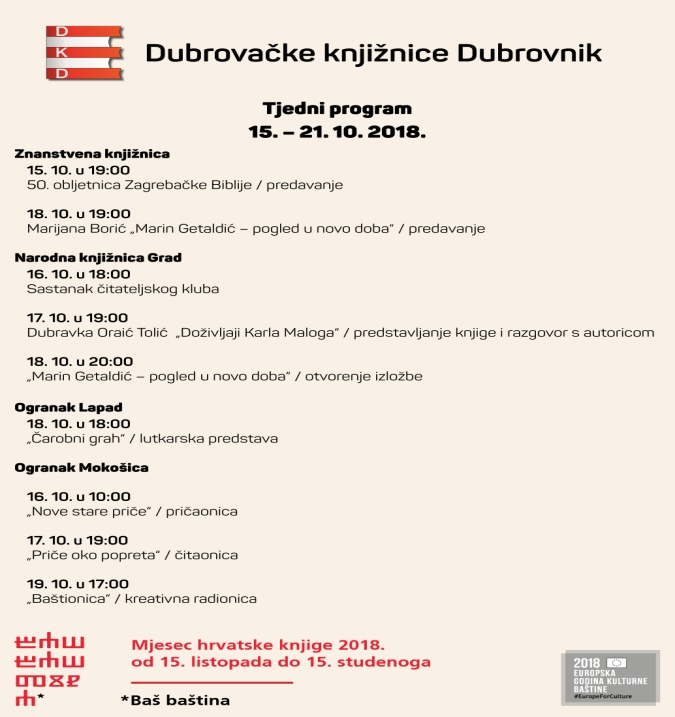 D
K
D
Dubrovačke knjižnice Dubrovnik
Tjedni program
15. – 21. 10. 2018.
Znanstvena knjižnica
15. 10. u 19:00
50. obljetnica Zagrebačke Biblije / predavanje
18. 10. u 19:00
Marijana Borić „Marin Getaldić – pogled u novo doba“ / predavanje
Narodna knjižnica Grad
16. 10. u 18:00
Sastanak čitateljskog kluba
17. 10. u 19:00
Dubravka Oraić Tolić „Doživljaji Karla Maloga“ / predstavljanje knjige i razgovor s autoricom
18. 10. u 20:00
„Marin Getaldić – pogled u novo doba“ / otvorenje izložbe
Ogranak Lapad
18. 10. u 18:00
„Čarobni grah“ / lutkarska predstava
Ogranak Mokošica
16. 10. u 10:00
„Nove stare priče“ / pričaonica
17. 10. u 19:00
„Priče oko popreta“ / čitaonica
19. 10. u 17:00
„Baštionica“ / kreativna radionica
Mjesec hrvatske knjige 2018.
od 15. listopada do 15. studenoga
*Baš baština
2018
EUROPSKA
GODINA KULTURNE
BAŠTINE
#EuropeForCulture